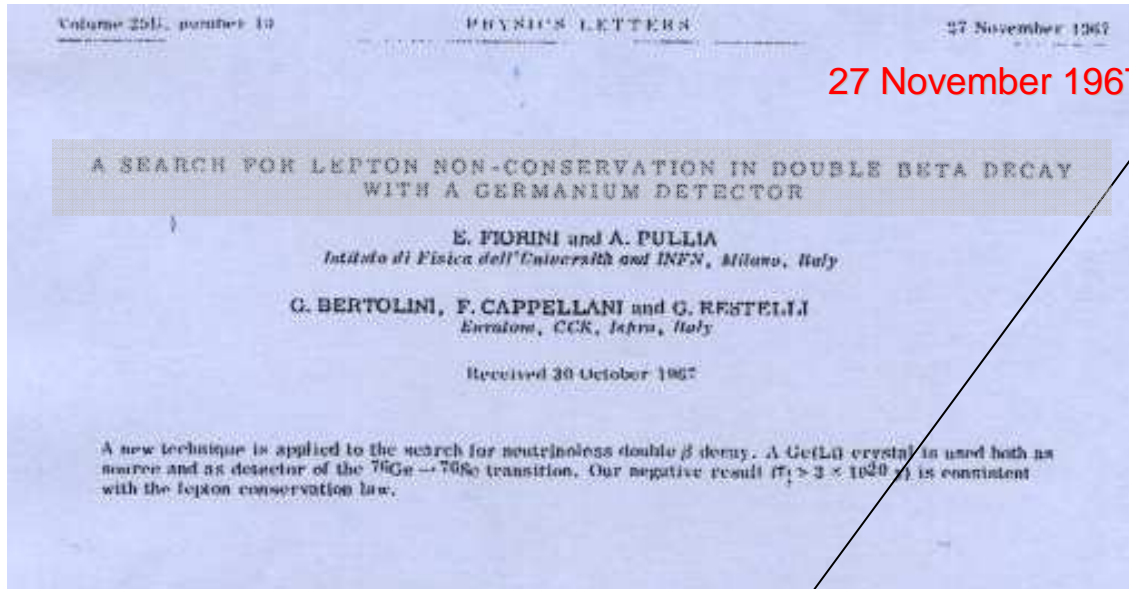 Volume 25B, number 10 PHYSICS LETTERS 27 November 1967
27 November 1967
A SEARCH FOR LEPTON NON-CONSERVATION IN DOUBLE BETA DECAY
WITH A GERMANIUM DETECTOR
E. FIORINI and A. PULLIA
Istituto di Fisica dell'Università and INFN, Milano, Italy
G. BERTOLINI, F. CAPPELLANI and G. RESTELLI
Euratom, CCR, Ispra, Italy
Received 30 October 1967
A new technique is applied to the search for neutrinoless double β decay. A Ge(Li) crystal is used both as
source and as detector of the ⁷⁶Ge → ⁷⁶Se transition. Our negative result (T½ > 3 × 10²⁰ y) is consistent
with the lepton conservation law.